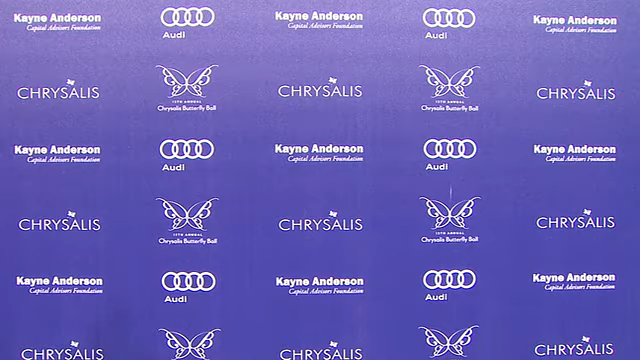 Kayne Anderson Audi Kayne Anderson Audi Kayne Anderson
Capital Advisors Foundation Capital Advisors Foundation Capital Advisors Foundation
CHRYSALIS CHRYSALIS CHRYSALIS
Chrysalis Butterfly Ball Chrysalis Butterfly Ball
Kayne Anderson Audi Kayne Anderson Audi Kayne Anderson
Capital Advisors Foundation Capital Advisors Foundation Capital Advisors Foundation
CHRYSALIS CHRYSALIS CHRYSALIS
Chrysalis Butterfly Ball Chrysalis Butterfly Ball
Kayne Anderson Audi Kayne Anderson Audi Kayne Anderson
Capital Advisors Foundation Capital Advisors Foundation Capital Advisors Foundation
CHRYSALIS CHRYSALIS CHRYSALIS